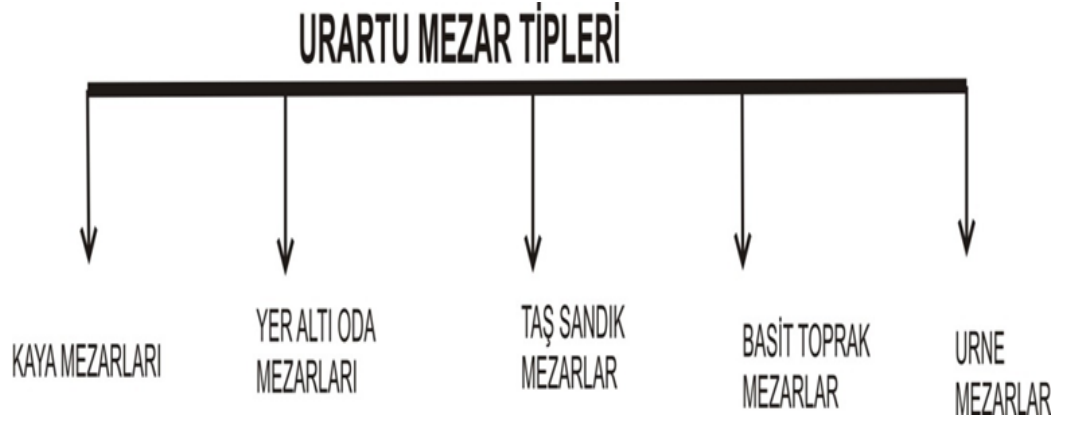 URARTU MEZAR TİPLERİ
KAYA MEZARLARI
YER ALTI ODA
MEZARLARI
TAŞ SANDIK
MEZARLAR
BASİT TOPRAK
MEZARLAR
URNE
MEZARLAR